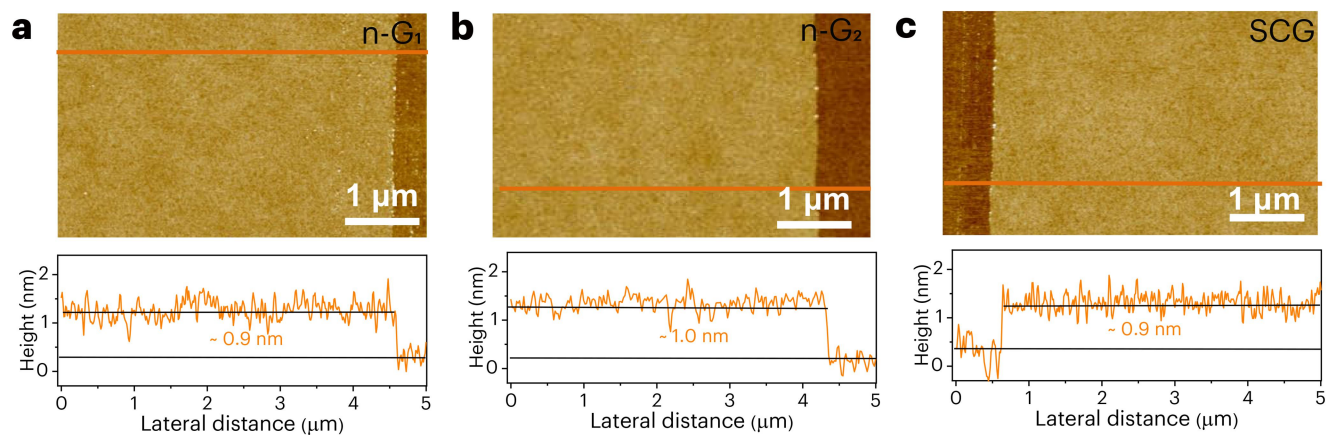 a
n-G₁
1 µm
Height (nm)
2
1
0
~ 0.9 nm
0 1 2 3 4 5
Lateral distance (µm)
b
n-G₂
1 µm
Height (nm)
2
1
0
~ 1.0 nm
0 1 2 3 4 5
Lateral distance (µm)
c
SCG
1 µm
Height (nm)
2
1
0
~ 0.9 nm
0 1 2 3 4 5
Lateral distance (µm)